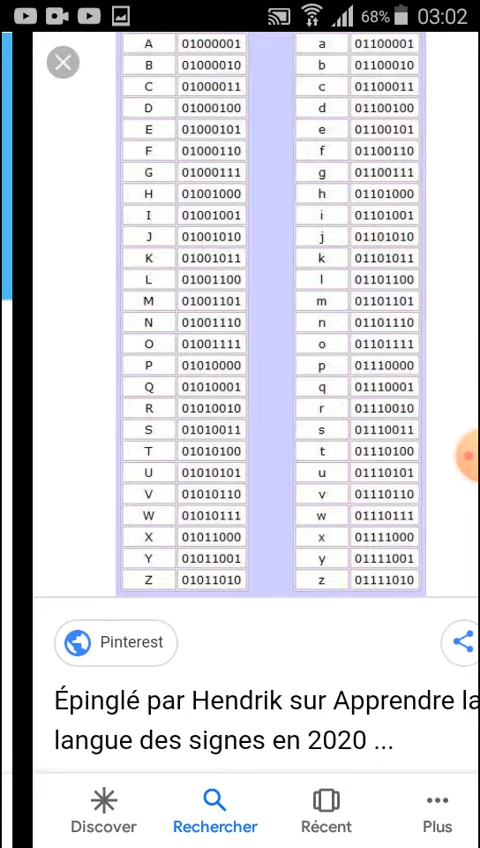 68% 03:02
A 01000001 a 01100001
B 01000010 b 01100010
C 01000011 c 01100011
D 01000100 d 01100100
E 01000101 e 01100101
F 01000110 f 01100110
G 01000111 g 01100111
H 01001000 h 01101000
I 01001001 i 01101001
J 01001010 j 01101010
K 01001011 k 01101011
L 01001100 l 01101100
M 01001101 m 01101101
N 01001110 n 01101110
O 01001111 o 01101111
P 01010000 p 01110000
Q 01010001 q 01110001
R 01010010 r 01110010
S 01010011 s 01110011
T 01010100 t 01110100
U 01010101 u 01110101
V 01010110 v 01110110
W 01010111 w 01110111
X 01011000 x 01111000
Y 01011001 y 01111001
Z 01011010 z 01111010
Pinterest
Épinglé par Hendrik sur Apprendre la
langue des signes en 2020 ...
Discover Rechercher Récent Plus